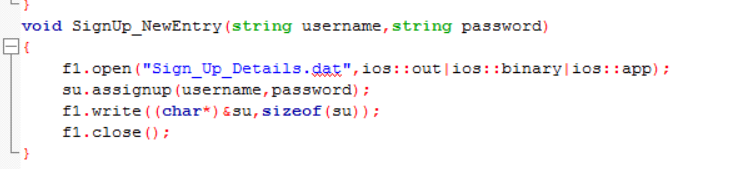 }
void SignUp_NewEntry(string username,string password)
{
f1.open("Sign_Up_Details.dat",ios::out|ios::binary|ios::app);
su.assignup(username,password);
f1.write((char*)&su,sizeof(su));
f1.close();
}